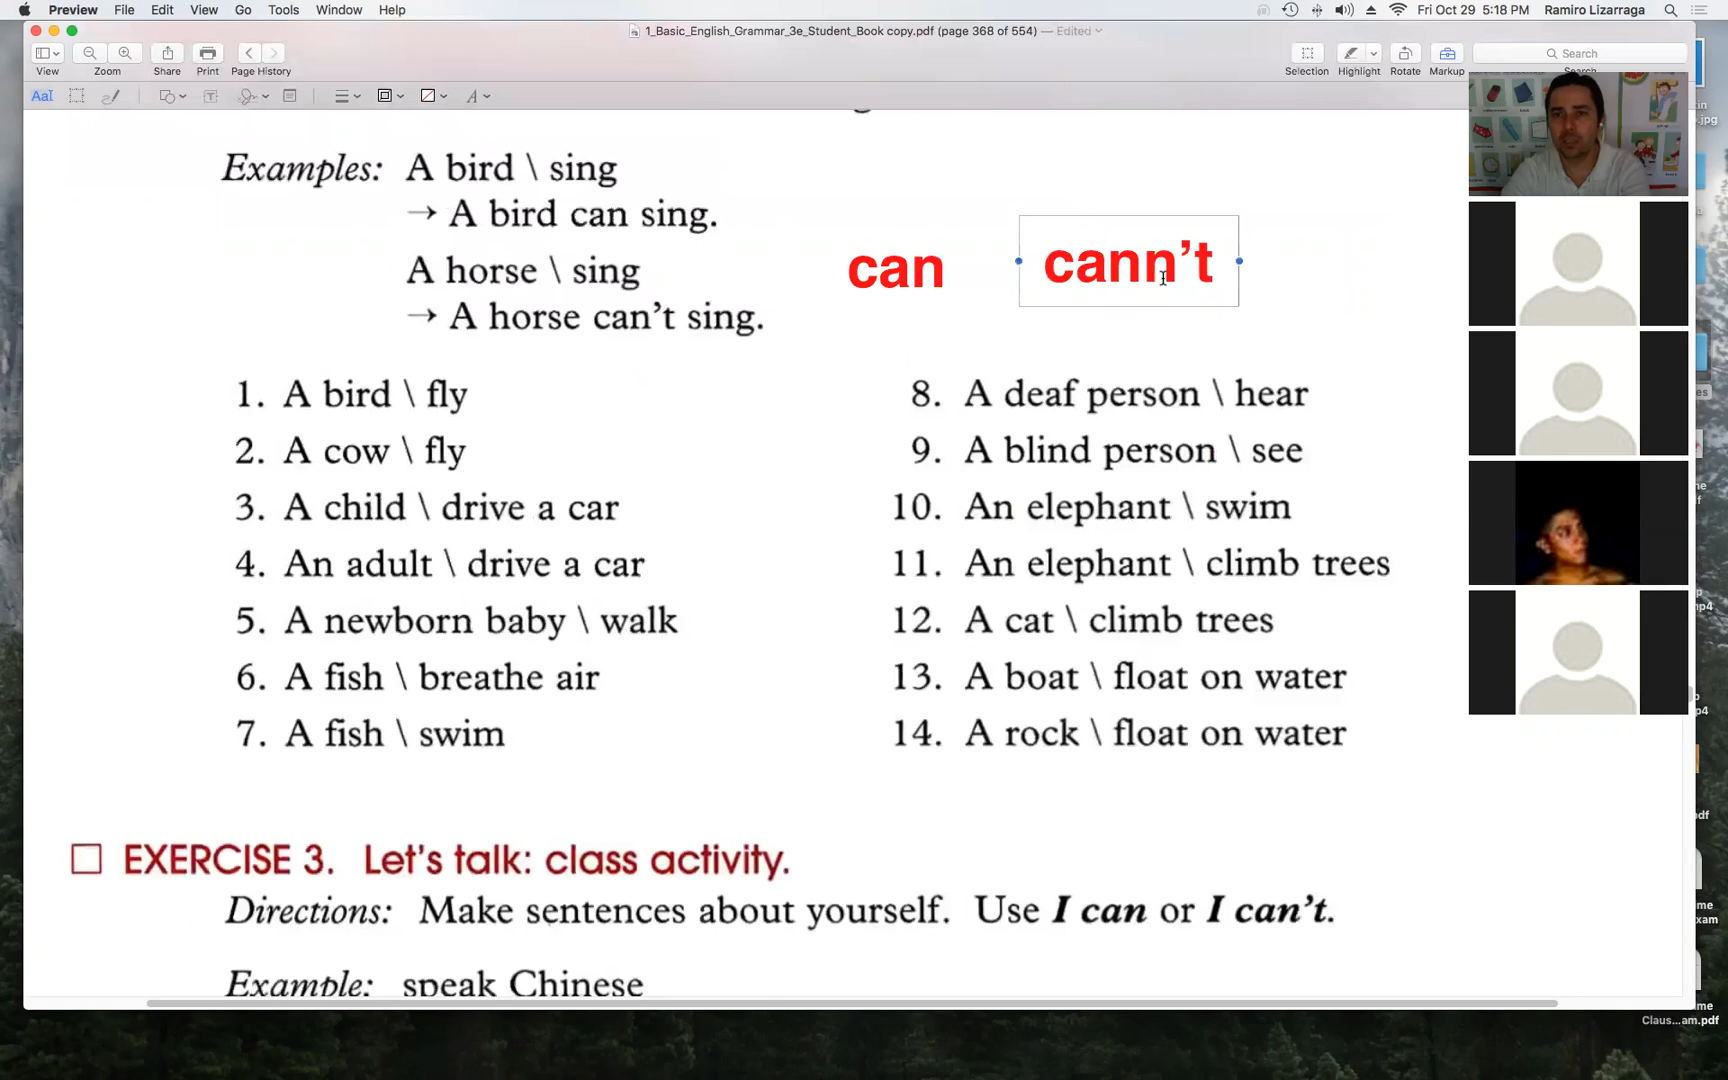 Preview File Edit View Go Tools Window Help
Fri Oct 29 5:18 PM Ramiro Lizarraga
1_Basic_English_Grammar_3e_Student_Book copy.pdf (page 368 of 554) — Edited
Search
View Zoom Share Print Page History
Selection Highlight Rotate Markup Search
AaI
Examples: A bird \ sing
→ A bird can sing.
A horse \ sing
→ A horse can't sing.
can cann't
1. A bird \ fly
2. A cow \ fly
3. A child \ drive a car
4. An adult \ drive a car
5. A newborn baby \ walk
6. A fish \ breathe air
7. A fish \ swim
8. A deaf person \ hear
9. A blind person \ see
10. An elephant \ swim
11. An elephant \ climb trees
12. A cat \ climb trees
13. A boat \ float on water
14. A rock \ float on water
EXERCISE 3. Let's talk: class activity.
Directions: Make sentences about yourself. Use I can or I can't.
Example: speak Chinese
Claus...am.pdf